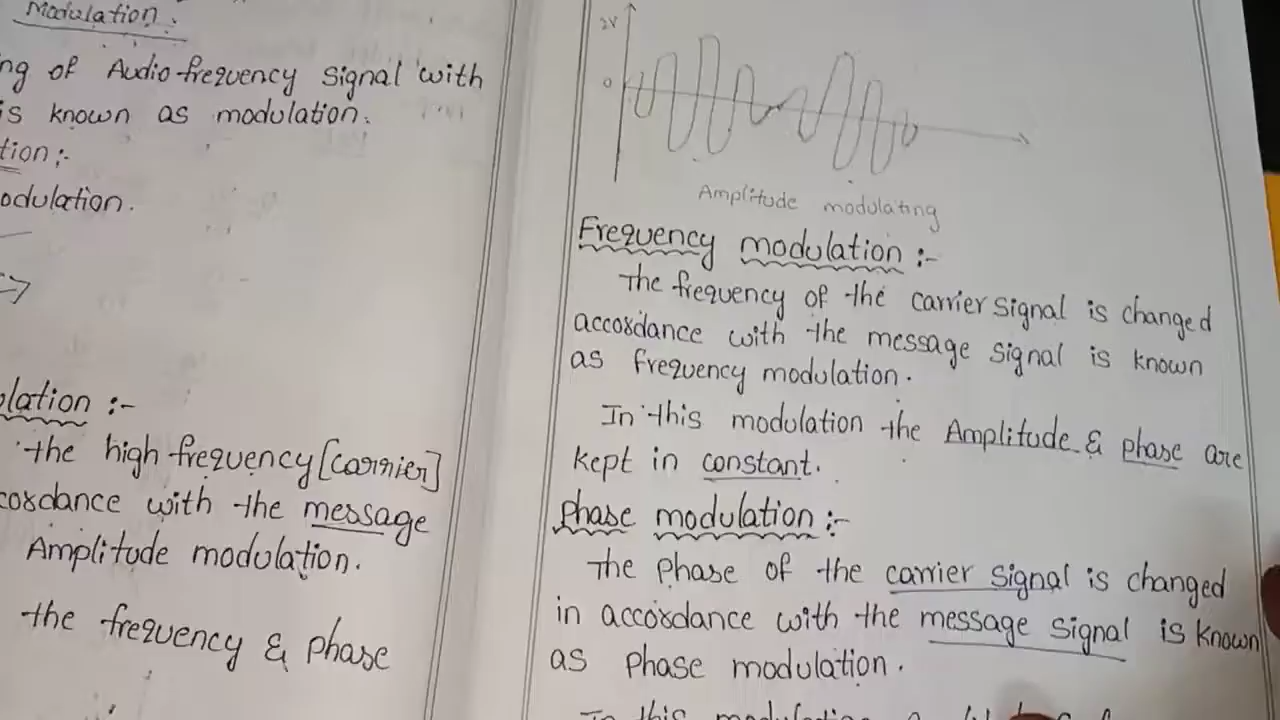 Modulation.
ng of Audio frequency signal with
is known as modulation.
tion :-
odulation.
lation :-
the high frequency [carrier]
cordance with the message
Amplitude modulation.
the frequency & phase
2V
0
Amplitude modulating
Frequency modulation :-
The frequency of the carrier signal is changed
accordance with the message signal is known
as frequency modulation.
In this modulation the Amplitude & phase are
kept in constant.
Phase modulation :-
The phase of the carrier signal is changed
in accordance with the message signal is known
as phase modulation.
In this modulation